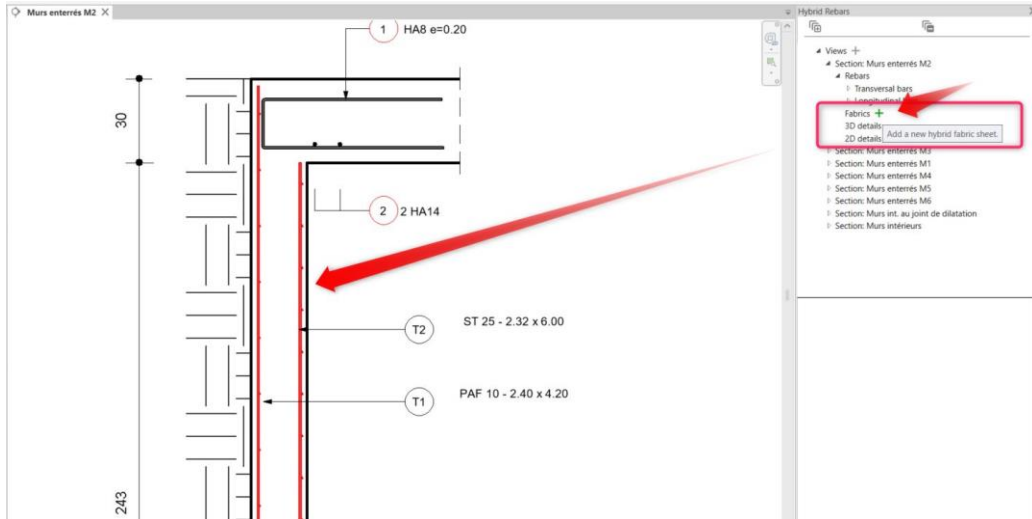 Murs enterrés M2
Hybrid Rebars
1 HA8 e=0.20
30
2 2 HA14
T2 ST 25 - 2.32 x 6.00
T1 PAF 10 - 2.40 x 4.20
243
Views
Section: Murs enterrés M2
Rebars
Transversal bars
Longitudinal
Fabrics
3D details
Add a new hybrid fabric sheet.
2D details
Section: Murs enterrés M3
Section: Murs enterrés M1
Section: Murs enterrés M4
Section: Murs enterrés M5
Section: Murs enterrés M6
Section: Murs int. au joint de dilatation
Section: Murs intérieurs